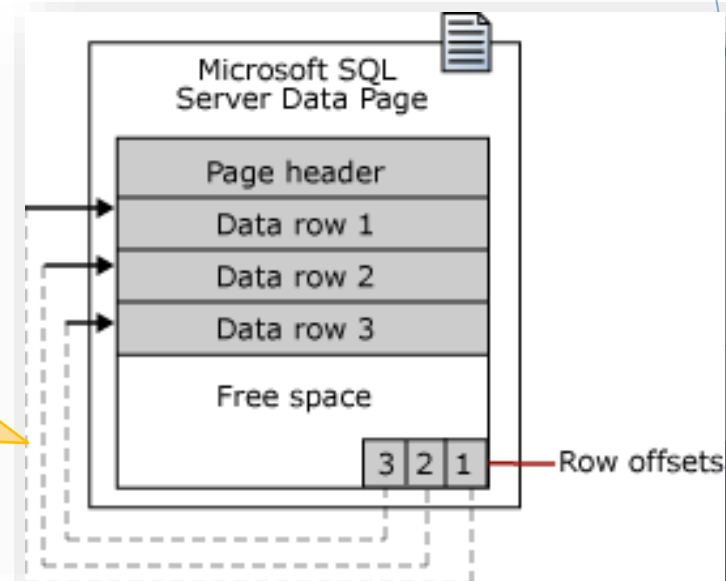 Microsoft SQL
Server Data Page
Page header
Data row 1
Data row 2
Data row 3
Free space
3 2 1
Row offsets